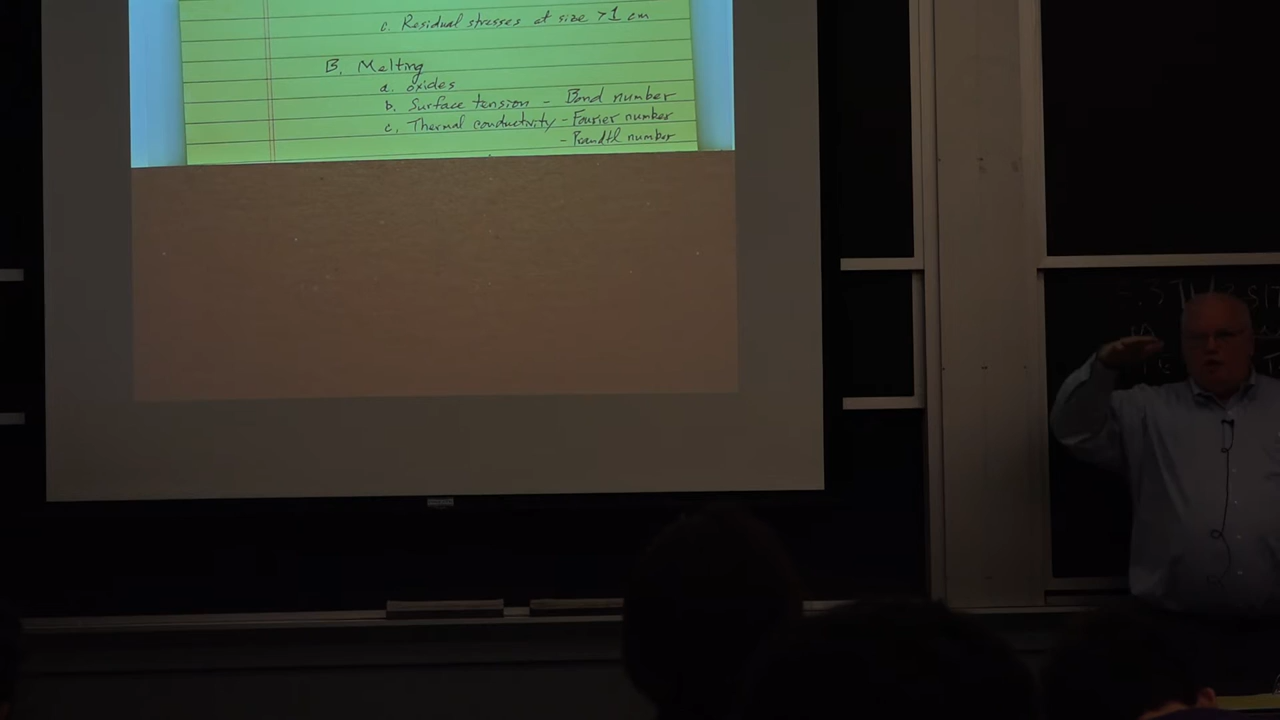 c. Residual stresses at size >1 cm
B. Melting
a. oxides
b. Surface tension - Bond number
c. Thermal conductivity - Fourier number
- Prandtl number